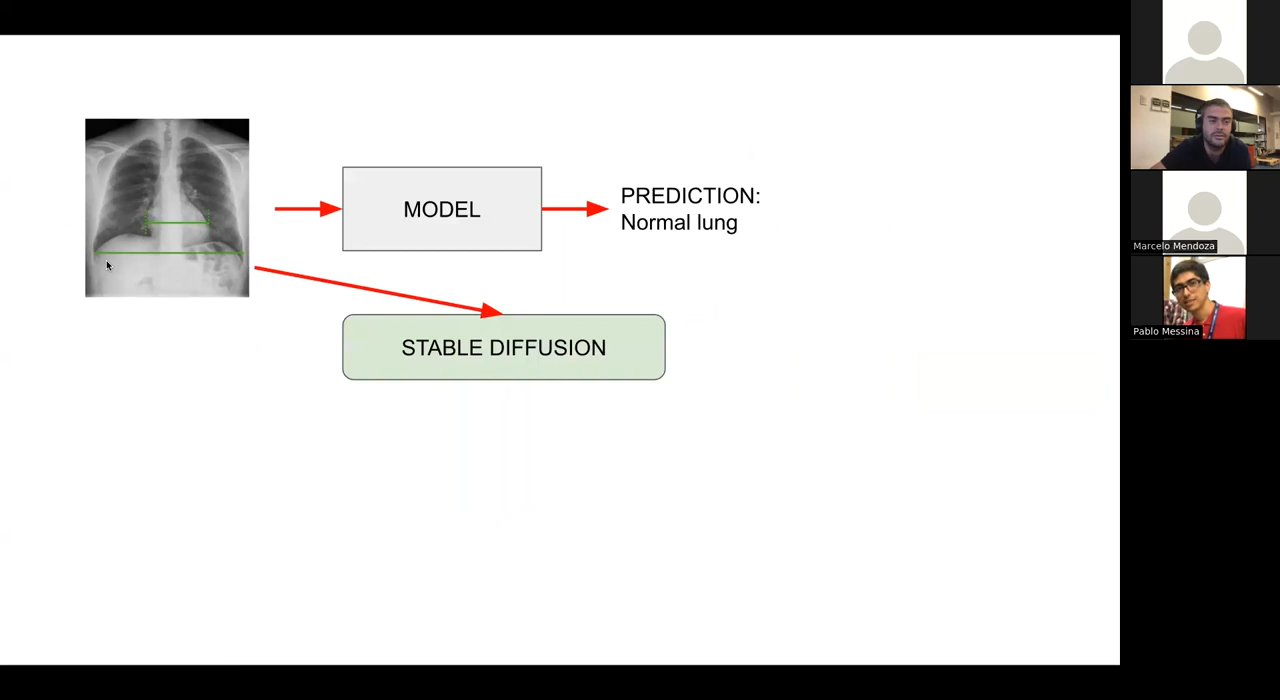 MODEL
PREDICTION:
Normal lung
STABLE DIFFUSION
Marcelo Mendoza
Pablo Messina